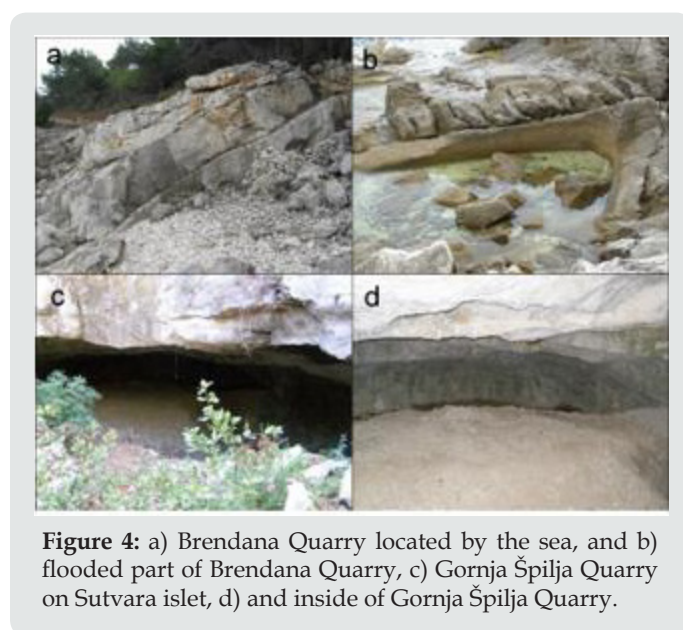 a
b
c
d
Figure 4: a) Brendana Quarry located by the sea, and b)
flooded part of Brendana Quarry, c) Gornja Špilja Quarry
on Sutvara islet, d) and inside of Gornja Špilja Quarry.